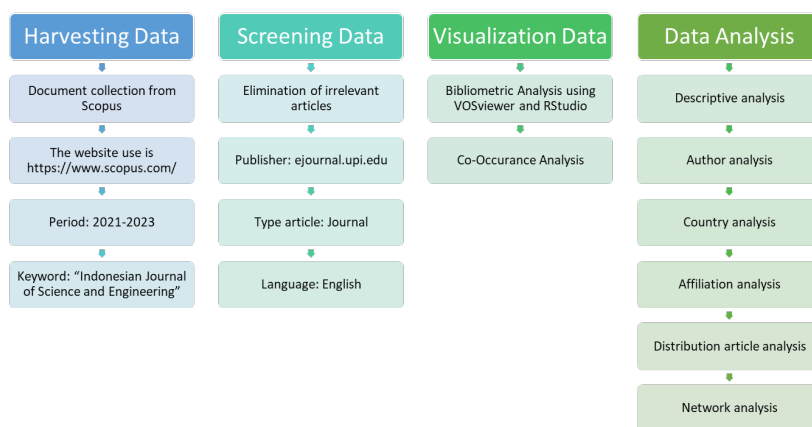 Harvesting Data
Document collection from
Scopus
The website use is
https://www.scopus.com/
Period: 2021-2023
Keyword: “Indonesian Journal
of Science and Engineering”
Screening Data
Elimination of irrelevant
articles
Publisher: ejournal.upi.edu
Type article: Journal
Language: English
Visualization Data
Bibliometric Analysis using
VOSviewer and RStudio
Co-Occurance Analysis
Data Analysis
Descriptive analysis
Author analysis
Country analysis
Affiliation analysis
Distribution article analysis
Network analysis